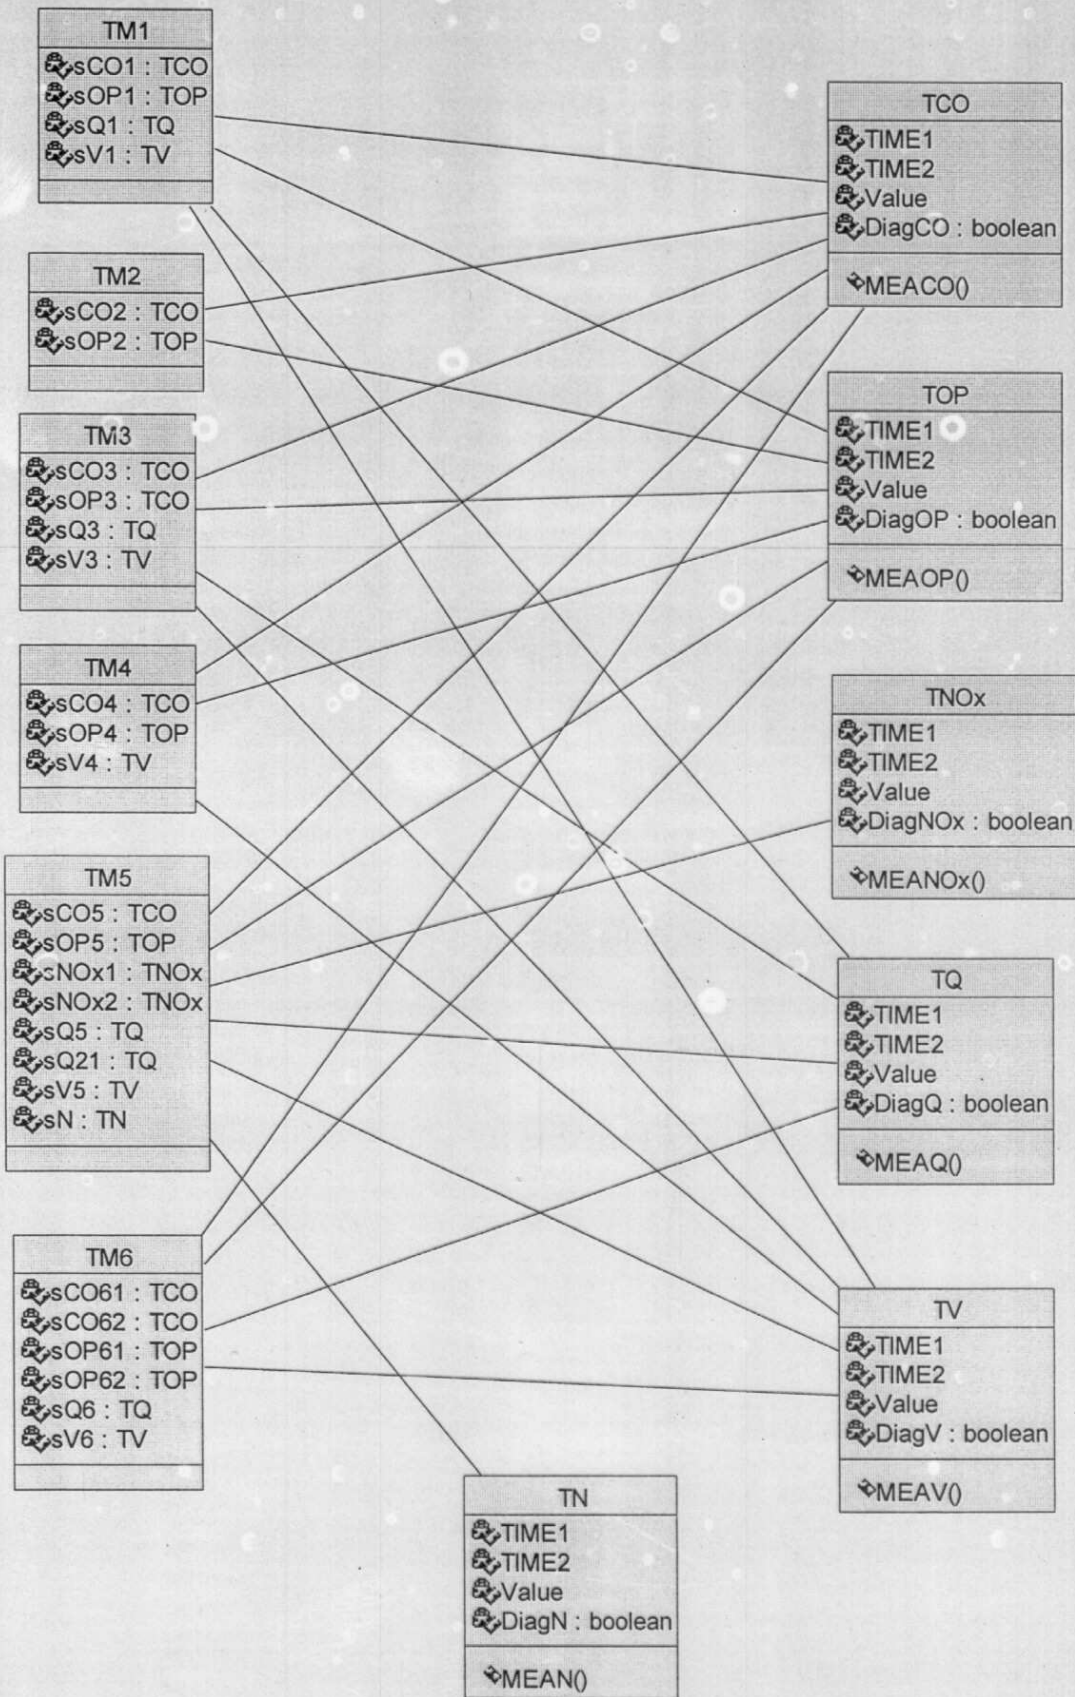 TM1
sCO1 : TCO
sOP1 : TOP
sQ1 : TQ
sV1 : TV
TM2
sCO2 : TCO
sOP2 : TOP
TM3
sCO3 : TCO
sOP3 : TCO
sQ3 : TQ
sV3 : TV
TM4
sCO4 : TCO
sOP4 : TOP
sV4 : TV
TM5
sCO5 : TCO
sOP5 : TOP
sNOx1 : TNOx
sNOx2 : TNOx
sQ5 : TQ
sQ21 : TQ
sV5 : TV
sN : TN
TM6
sCO61 : TCO
sCO62 : TCO
sOP61 : TOP
sOP62 : TOP
sQ6 : TQ
sV6 : TV
TCO
TIME1
TIME2
Value
DiagCO : boolean
MEACO()
TOP
TIME1
TIME2
Value
DiagOP : boolean
MEAOP()
TNOx
TIME1
TIME2
Value
DiagNOx : boolean
MEANOx()
TQ
TIME1
TIME2
Value
DiagQ : boolean
MEAQ()
TV
TIME1
TIME2
Value
DiagV : boolean
MEAV()
TN
TIME1
TIME2
Value
DiagN : boolean
MEAN()